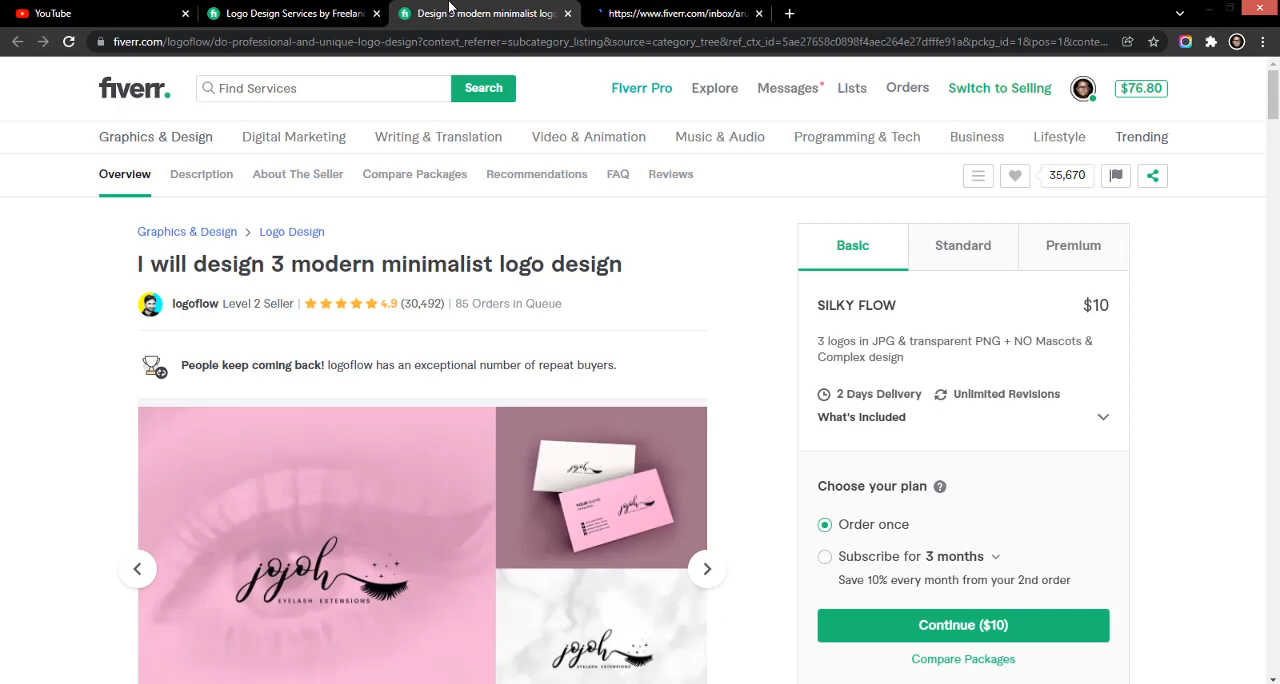 YouTube
Logo Design Services by Freelan
Design 3 modern minimalist logo
https://www.fiverr.com/inbox/aru
fiverr.com/logoflow/do-professional-and-unique-logo-design?context_referrer=subcategory_listing&source=category_tree&ref_ctx_id=5ae27658c0898f4aec264e27dfffe91a&pckg_id=1&pos=1&conte...
fiverr.
Find Services
Search
Fiverr Pro
Explore
Messages
Lists
Orders
Switch to Selling
$76.80
Graphics & Design
Digital Marketing
Writing & Translation
Video & Animation
Music & Audio
Programming & Tech
Business
Lifestyle
Trending
Overview
Description
About The Seller
Compare Packages
Recommendations
FAQ
Reviews
35,670
Graphics & Design > Logo Design
I will design 3 modern minimalist logo design
logoflow Level 2 Seller | 4.9 (30,492) | 85 Orders in Queue
People keep coming back! logoflow has an exceptional number of repeat buyers.
jojoh
EYELASH EXTENSIONS
jojoh
YOUR NAME
jojoh
jojoh
EYELASH EXTENSIONS
Basic
Standard
Premium
SILKY FLOW
$10
3 logos in JPG & transparent PNG + NO Mascots &
Complex design
2 Days Delivery
Unlimited Revisions
What's Included
Choose your plan
Order once
Subscribe for 3 months
Save 10% every month from your 2nd order
Continue ($10)
Compare Packages